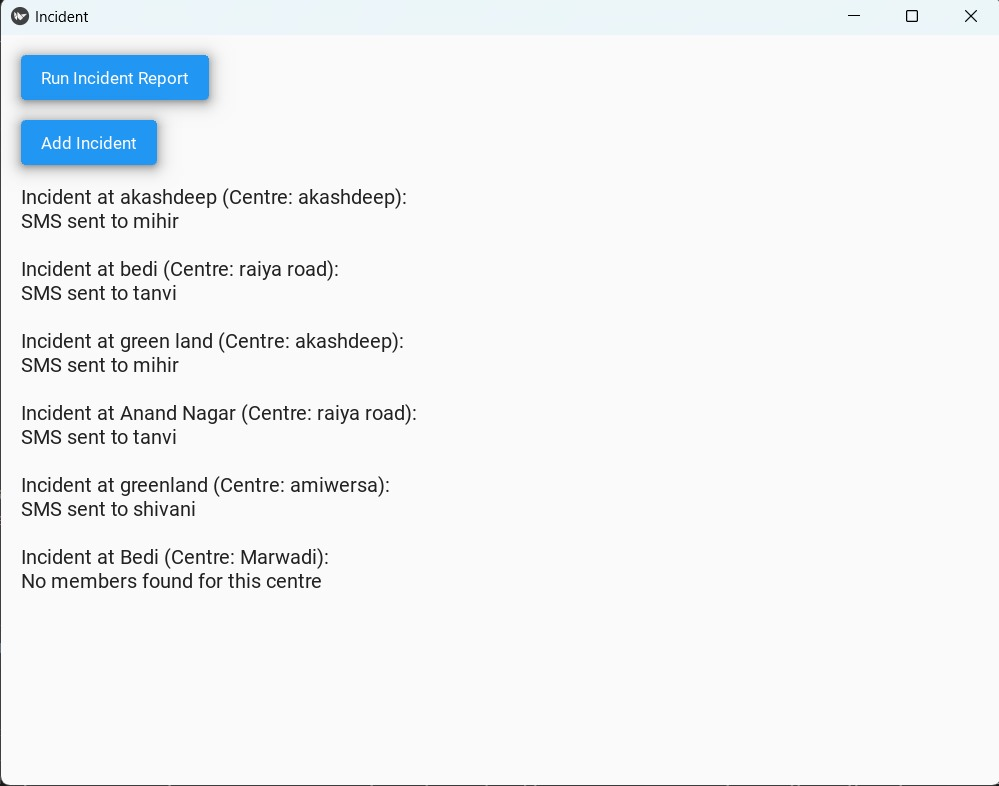 Incident
Run Incident Report
Add Incident
Incident at akashdeep (Centre: akashdeep):
SMS sent to mihir
Incident at bedi (Centre: raiya road):
SMS sent to tanvi
Incident at green land (Centre: akashdeep):
SMS sent to mihir
Incident at Anand Nagar (Centre: raiya road):
SMS sent to tanvi
Incident at greenland (Centre: amiwersa):
SMS sent to shivani
Incident at Bedi (Centre: Marwadi):
No members found for this centre